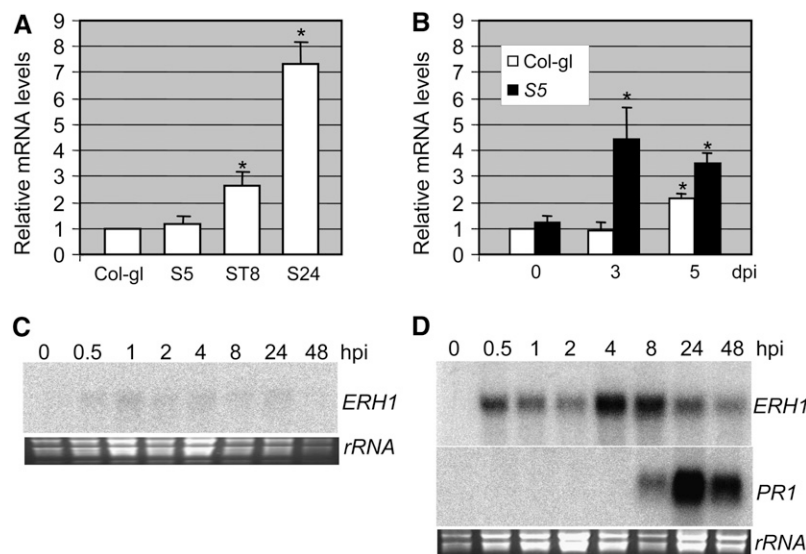 A
Relative mRNA levels
9
8
7
6
5
4
3
2
1
0
*
*
Col-gl S5 ST8 S24
B
Relative mRNA levels
9
8
7
6
5
4
3
2
1
0
Col-gl
S5
*
*
*
0 3 5 dpi
C
0 0.5 1 2 4 8 24 48 hpi
ERH1
rRNA
D
0 0.5 1 2 4 8 24 48 hpi
ERH1
PR1
rRNA